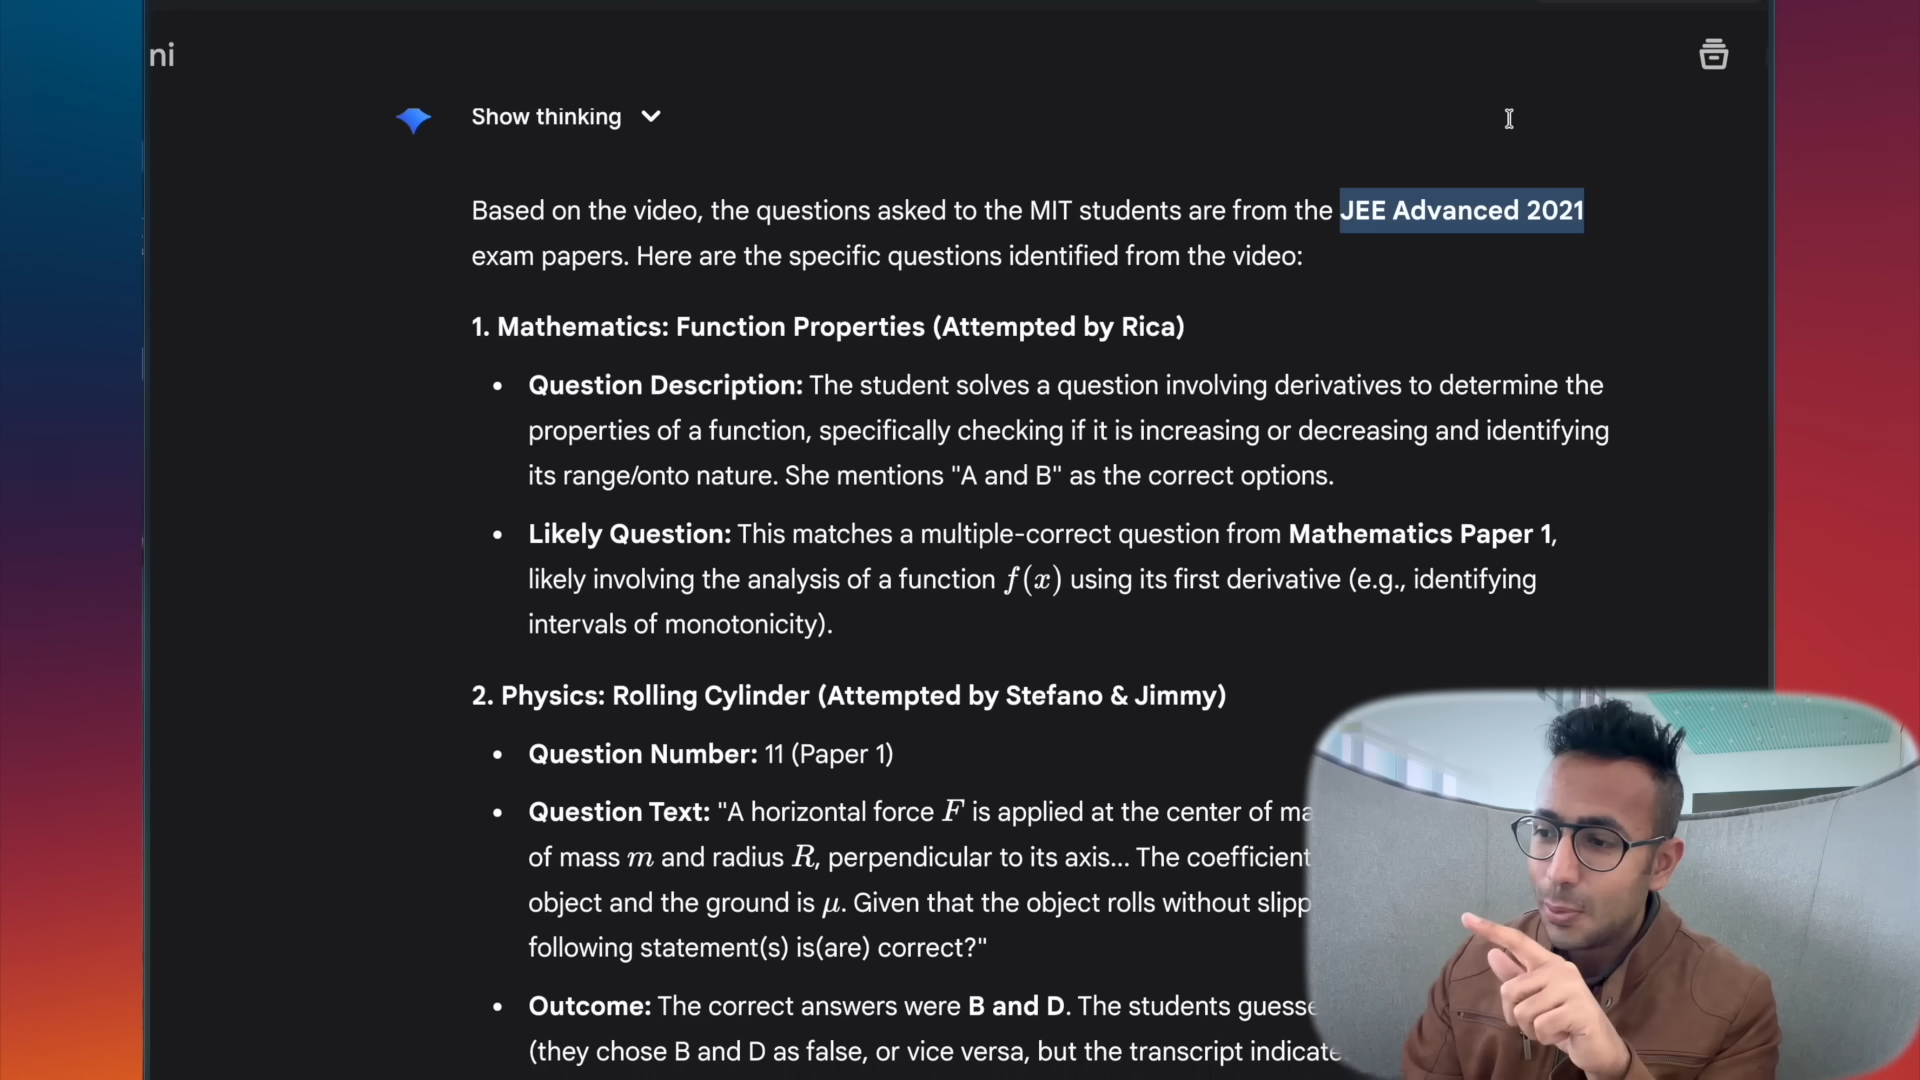 ni
Show thinking
Based on the video, the questions asked to the MIT students are from the JEE Advanced 2021
exam papers. Here are the specific questions identified from the video:
1. Mathematics: Function Properties (Attempted by Rica)
• Question Description: The student solves a question involving derivatives to determine the
properties of a function, specifically checking if it is increasing or decreasing and identifying
its range/onto nature. She mentions "A and B" as the correct options.
• Likely Question: This matches a multiple-correct question from Mathematics Paper 1,
likely involving the analysis of a function f(x) using its first derivative (e.g., identifying
intervals of monotonicity).
2. Physics: Rolling Cylinder (Attempted by Stefano & Jimmy)
• Question Number: 11 (Paper 1)
• Question Text: "A horizontal force F is applied at the center of ma
of mass m and radius R, perpendicular to its axis... The coefficient
object and the ground is μ. Given that the object rolls without slipp
following statement(s) is(are) correct?"
• Outcome: The correct answers were B and D. The students guesse
(they chose B and D as false, or vice versa, but the transcript indicate